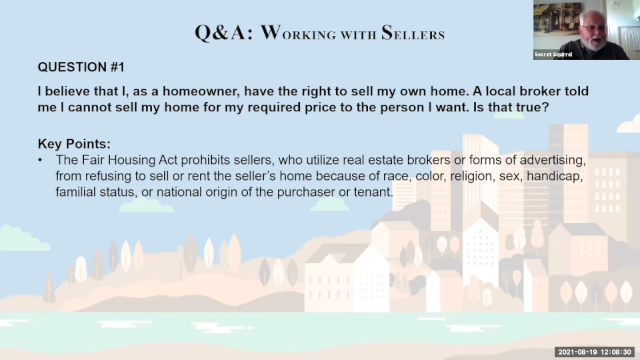 Q&A: WORKING WITH SELLERS
Secret Squirrel
QUESTION #1
I believe that I, as a homeowner, have the right to sell my own home. A local broker told
me I cannot sell my home for my required price to the person I want. Is that true?
Key Points:
• The Fair Housing Act prohibits sellers, who utilize real estate brokers or forms of advertising,
from refusing to sell or rent the seller's home because of race, color, religion, sex, handicap,
familial status, or national origin of the purchaser or tenant.
2021-08-19 12:08:30